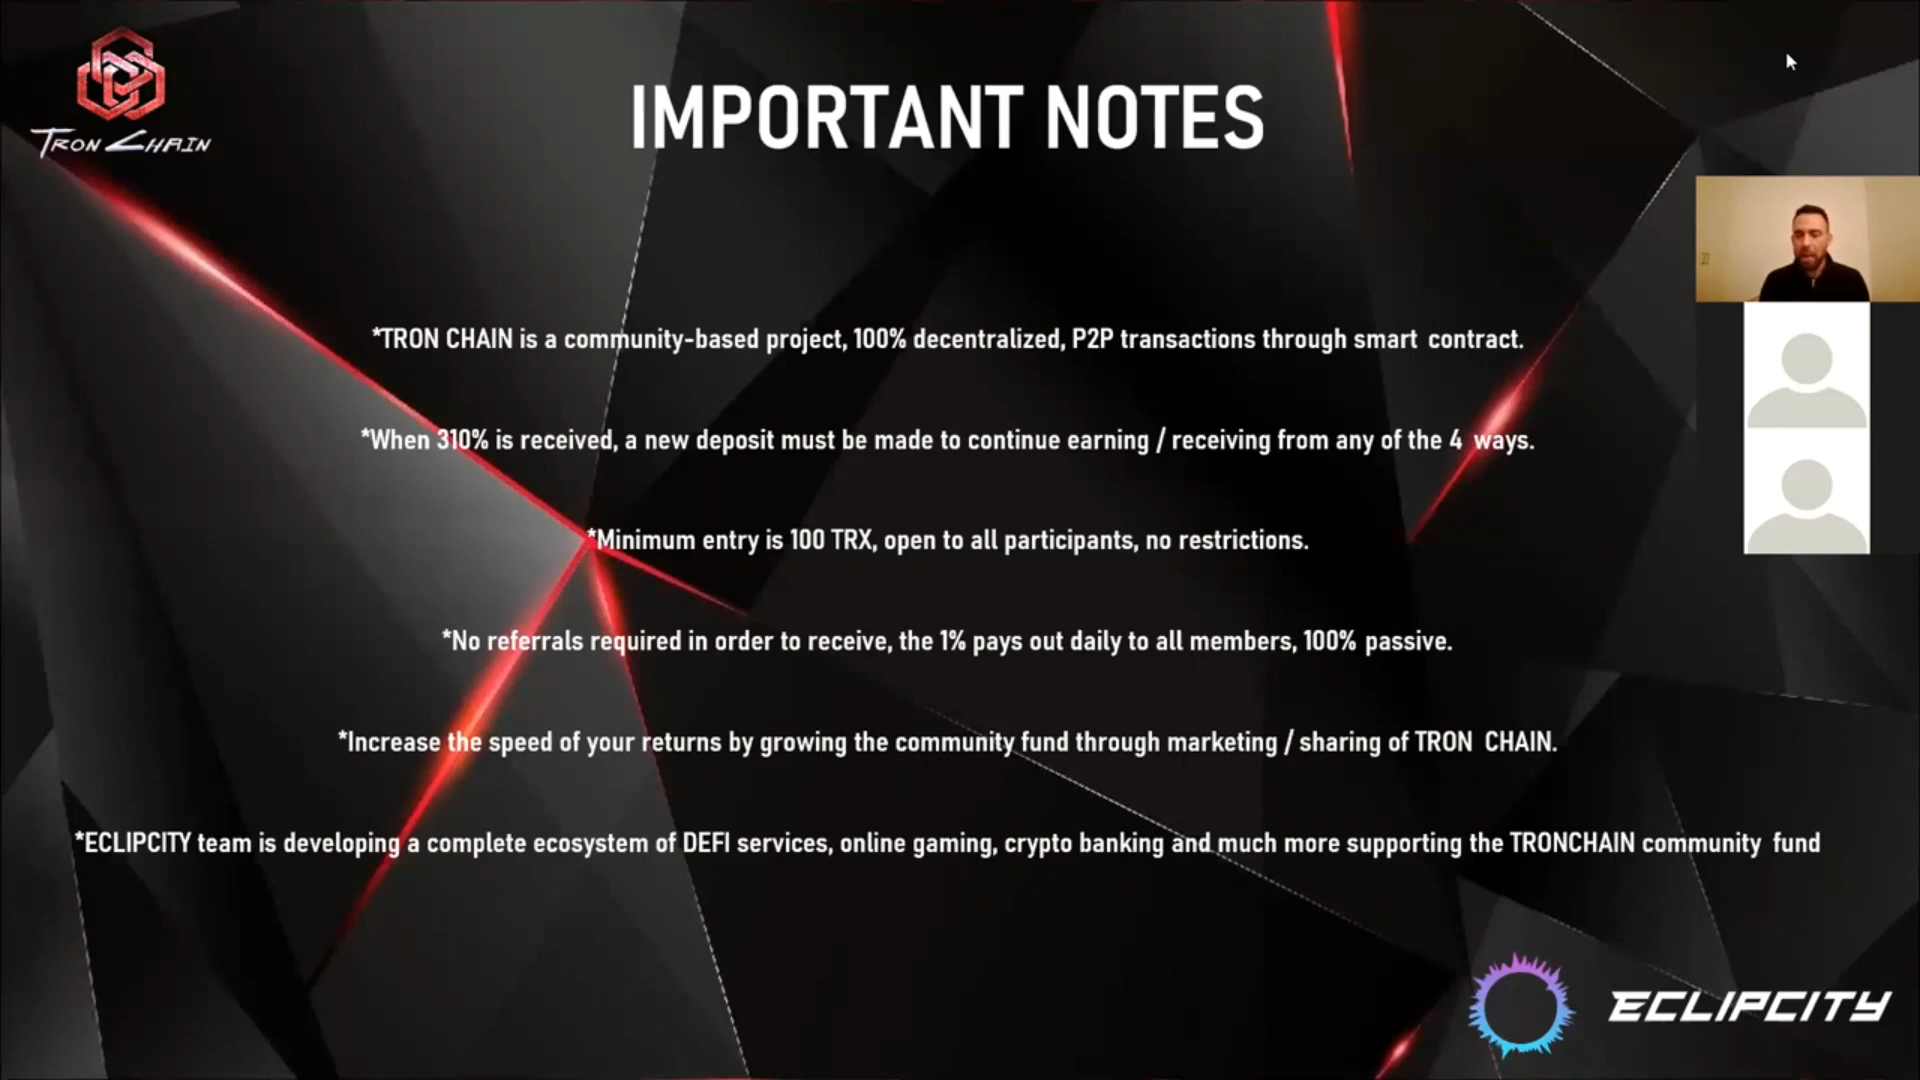 TRON CHAIN
IMPORTANT NOTES
*TRON CHAIN is a community-based project, 100% decentralized, P2P transactions through smart contract.
*When 310% is received, a new deposit must be made to continue earning / receiving from any of the 4 ways.
*Minimum entry is 100 TRX, open to all participants, no restrictions.
*No referrals required in order to receive, the 1% pays out daily to all members, 100% passive.
*Increase the speed of your returns by growing the community fund through marketing / sharing of TRON CHAIN.
*ECLIPCITY team is developing a complete ecosystem of DEFI services, online gaming, crypto banking and much more supporting the TRONCHAIN community fund
ECLIPCITY